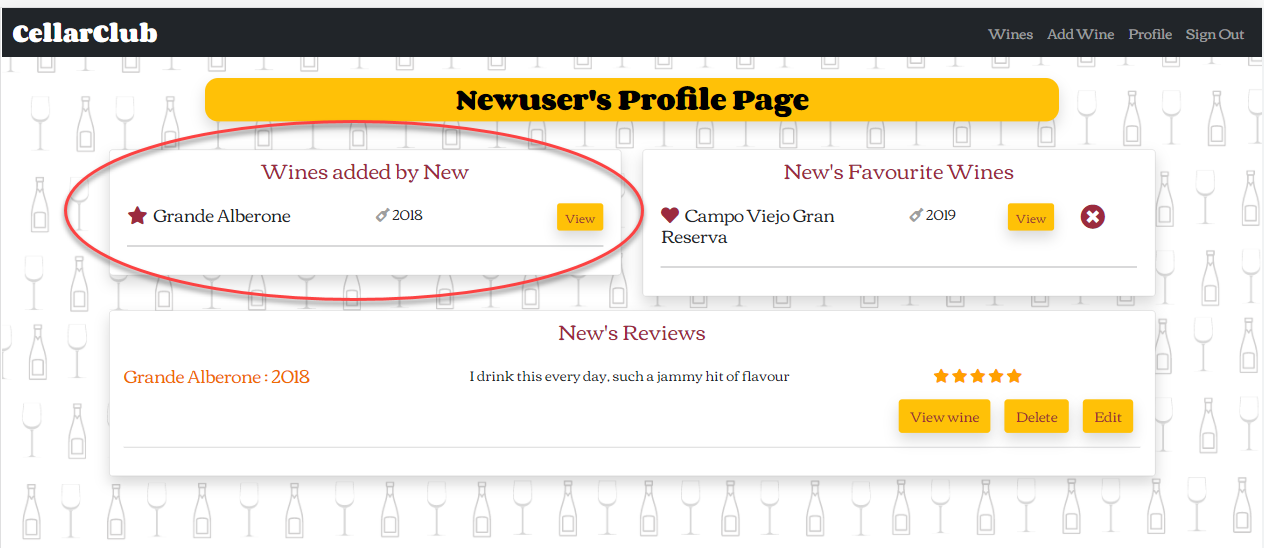 CellarClub
Wines Add Wine Profile Sign Out
Newuser's Profile Page
Wines added by New
Grande Alberone 2018 View
New's Favourite Wines
Campo Viejo Gran 2019 View
Reserva
New's Reviews
Grande Alberone : 2018 I drink this every day, such a jammy hit of flavour
View wine Delete Edit